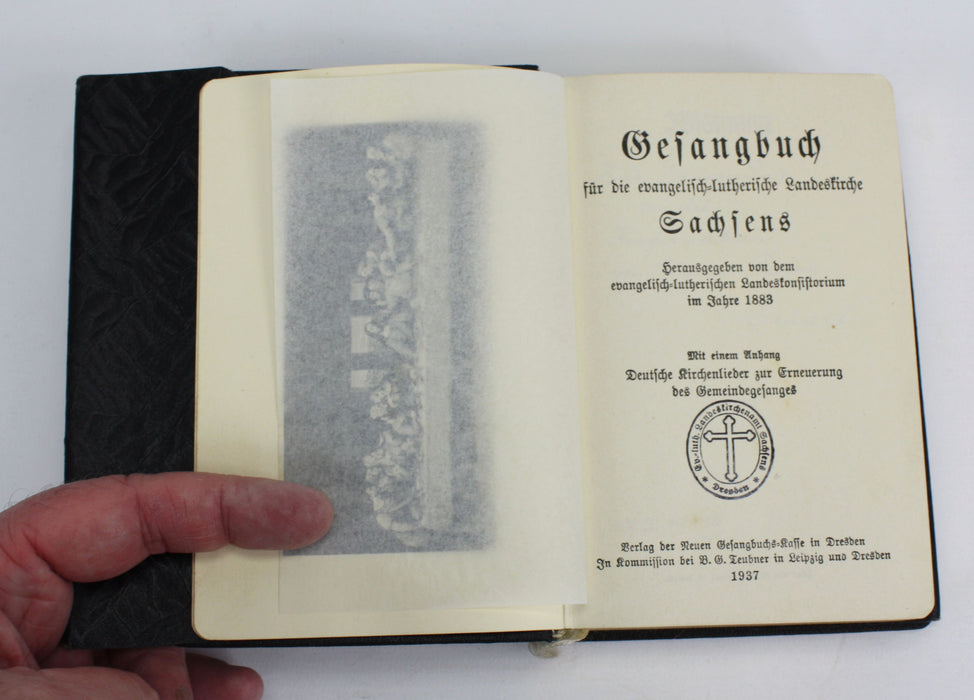 Gesangbuch
für die evangelisch-lutherische Landeskirche
Sachsens
Herausgegeben von dem
evangelisch-lutherischen Landeskonsistorium
im Jahre 1883
Mit einem Anhang
Deutsche Kirchenlieder zur Erneuerung
des Gemeindegesanges
Ev.-luth. Landeskirchenamt Sachsens
* Dresden *
Verlag der Neuen Gesangbuchs-Kasse in Dresden
In Kommission bei B. G. Teubner in Leipzig und Dresden
1937